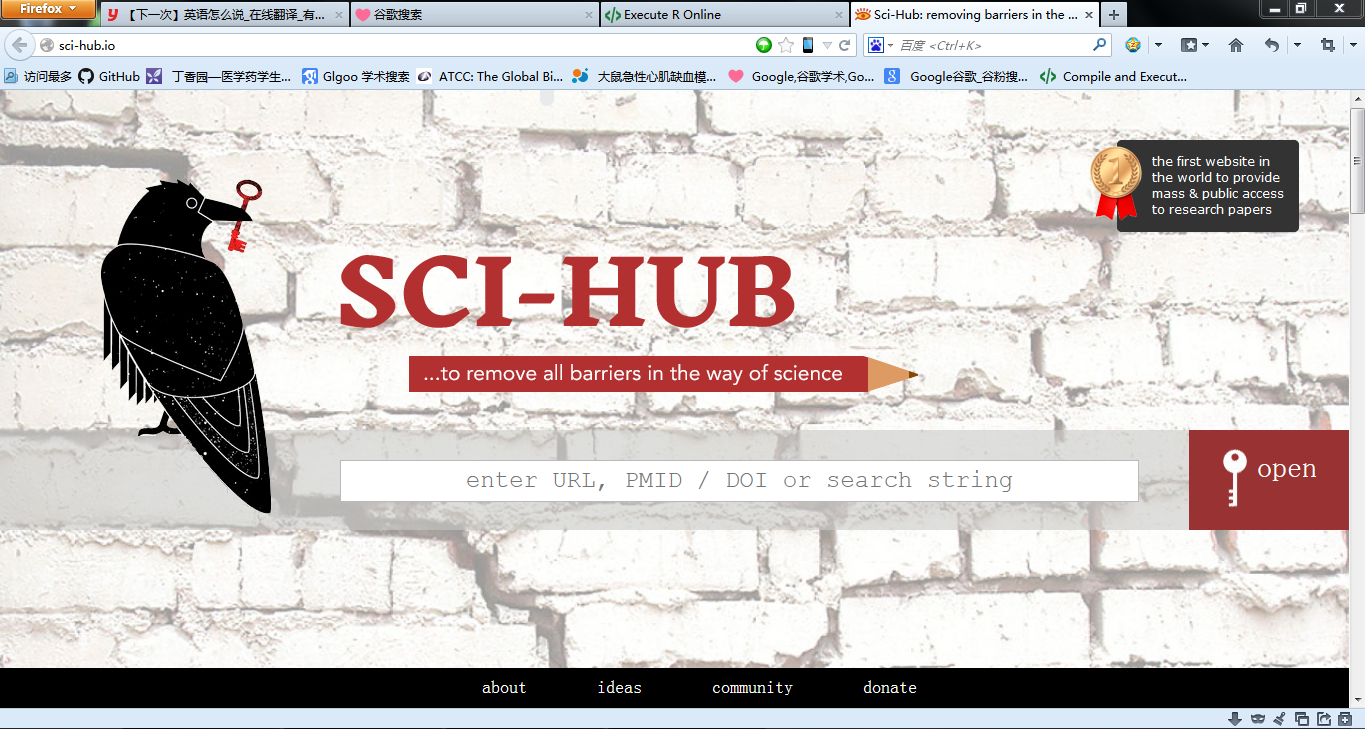 Firefox
【下一次】英语怎么说_在线翻译_有...
谷歌搜索
Execute R Online
Sci-Hub: removing barriers in the ...
sci-hub.io
百度 <Ctrl+K>
访问最多
GitHub
丁香园—医学药学生...
Glgoo 学术搜索
ATCC: The Global Bi...
大鼠急性心肌缺血模...
Google,谷歌学术,Go...
Google谷歌_谷粉搜...
Compile and Execut...
1
the first website in
the world to provide
mass & public access
to research papers
SCI-HUB
...to remove all barriers in the way of science
enter URL, PMID / DOI or search string
open
about
ideas
community
donate